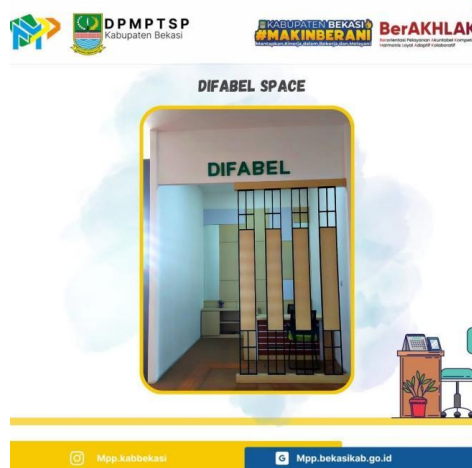 DPMPTSP
Kabupaten Bekasi
KABUPATEN BEKASI
#MAKINBERANI
BerAKHLAK
DIFABEL SPACE
DIFABEL
Mpp.kabbekasi
Mpp.bekasikab.go.id